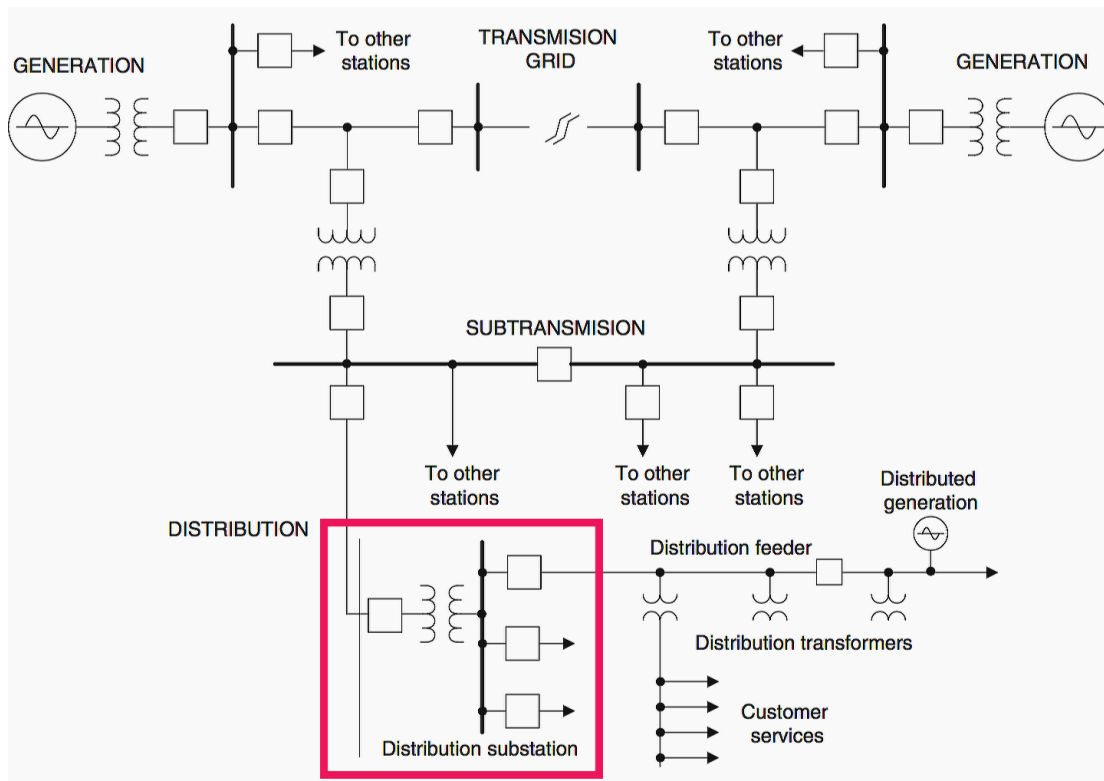 To other
stations
TRANSMISION
GRID
To other
stations
GENERATION
GENERATION
SUBTRANSMISION
To other
stations
To other
stations
To other
stations
Distributed
generation
DISTRIBUTION
Distribution feeder
Distribution transformers
Customer
services
Distribution substation